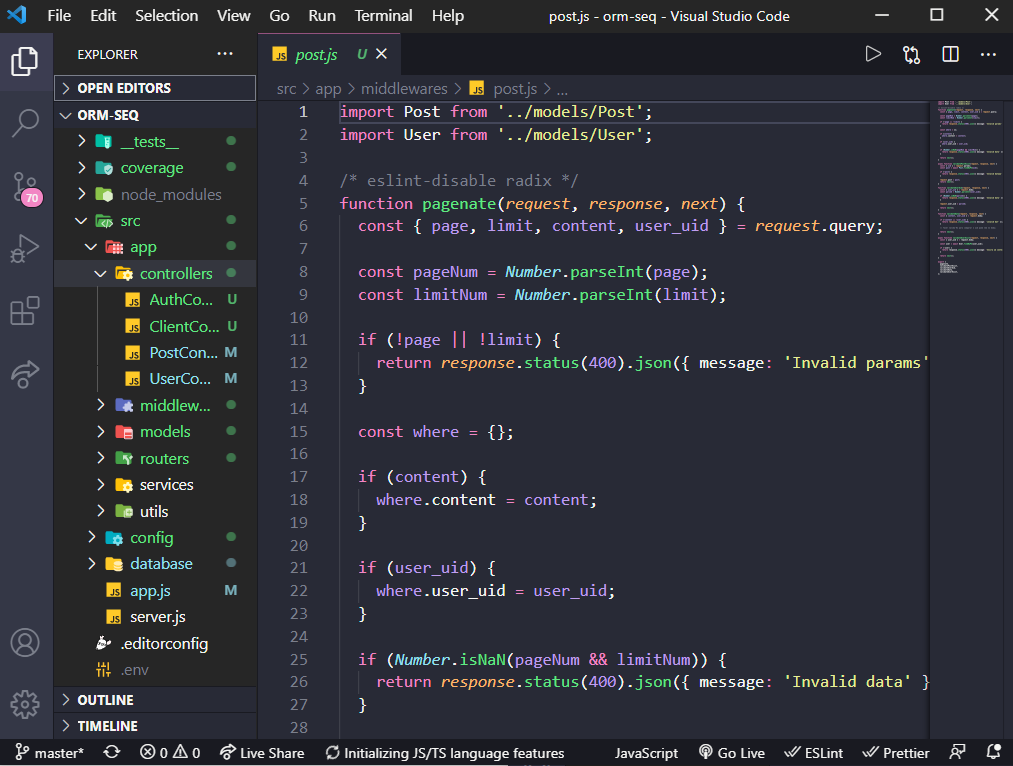 File Edit Selection View Go Run Terminal Help post.js - orm-seq - Visual Studio Code
EXPLORER
OPEN EDITORS
ORM-SEQ
__tests__
coverage
node_modules
src
app
controllers
JS AuthCo... U
JS ClientCo... U
JS PostCon... M
JS UserCo... M
middlew...
models
routers
services
utils
config
database
JS app.js M
JS server.js
.editorconfig
.env
OUTLINE
TIMELINE
70
JS post.js U
src > app > middlewares > JS post.js > ...
1 import Post from '../models/Post';
2 import User from '../models/User';
3
4 /* eslint-disable radix */
5 function pagenate(request, response, next) {
6 const { page, limit, content, user_uid } = request.query;
7
8 const pageNum = Number.parseInt(page);
9 const limitNum = Number.parseInt(limit);
10
11 if (!page || !limit) {
12 return response.status(400).json({ message: 'Invalid params'
13 }
14
15 const where = {};
16
17 if (content) {
18 where.content = content;
19 }
20
21 if (user_uid) {
22 where.user_uid = user_uid;
23 }
24
25 if (Number.isNaN(pageNum && limitNum)) {
26 return response.status(400).json({ message: 'Invalid data' }
27 }
28
master* 0 0 Live Share Initializing JS/TS language features JavaScript Go Live ESLint Prettier